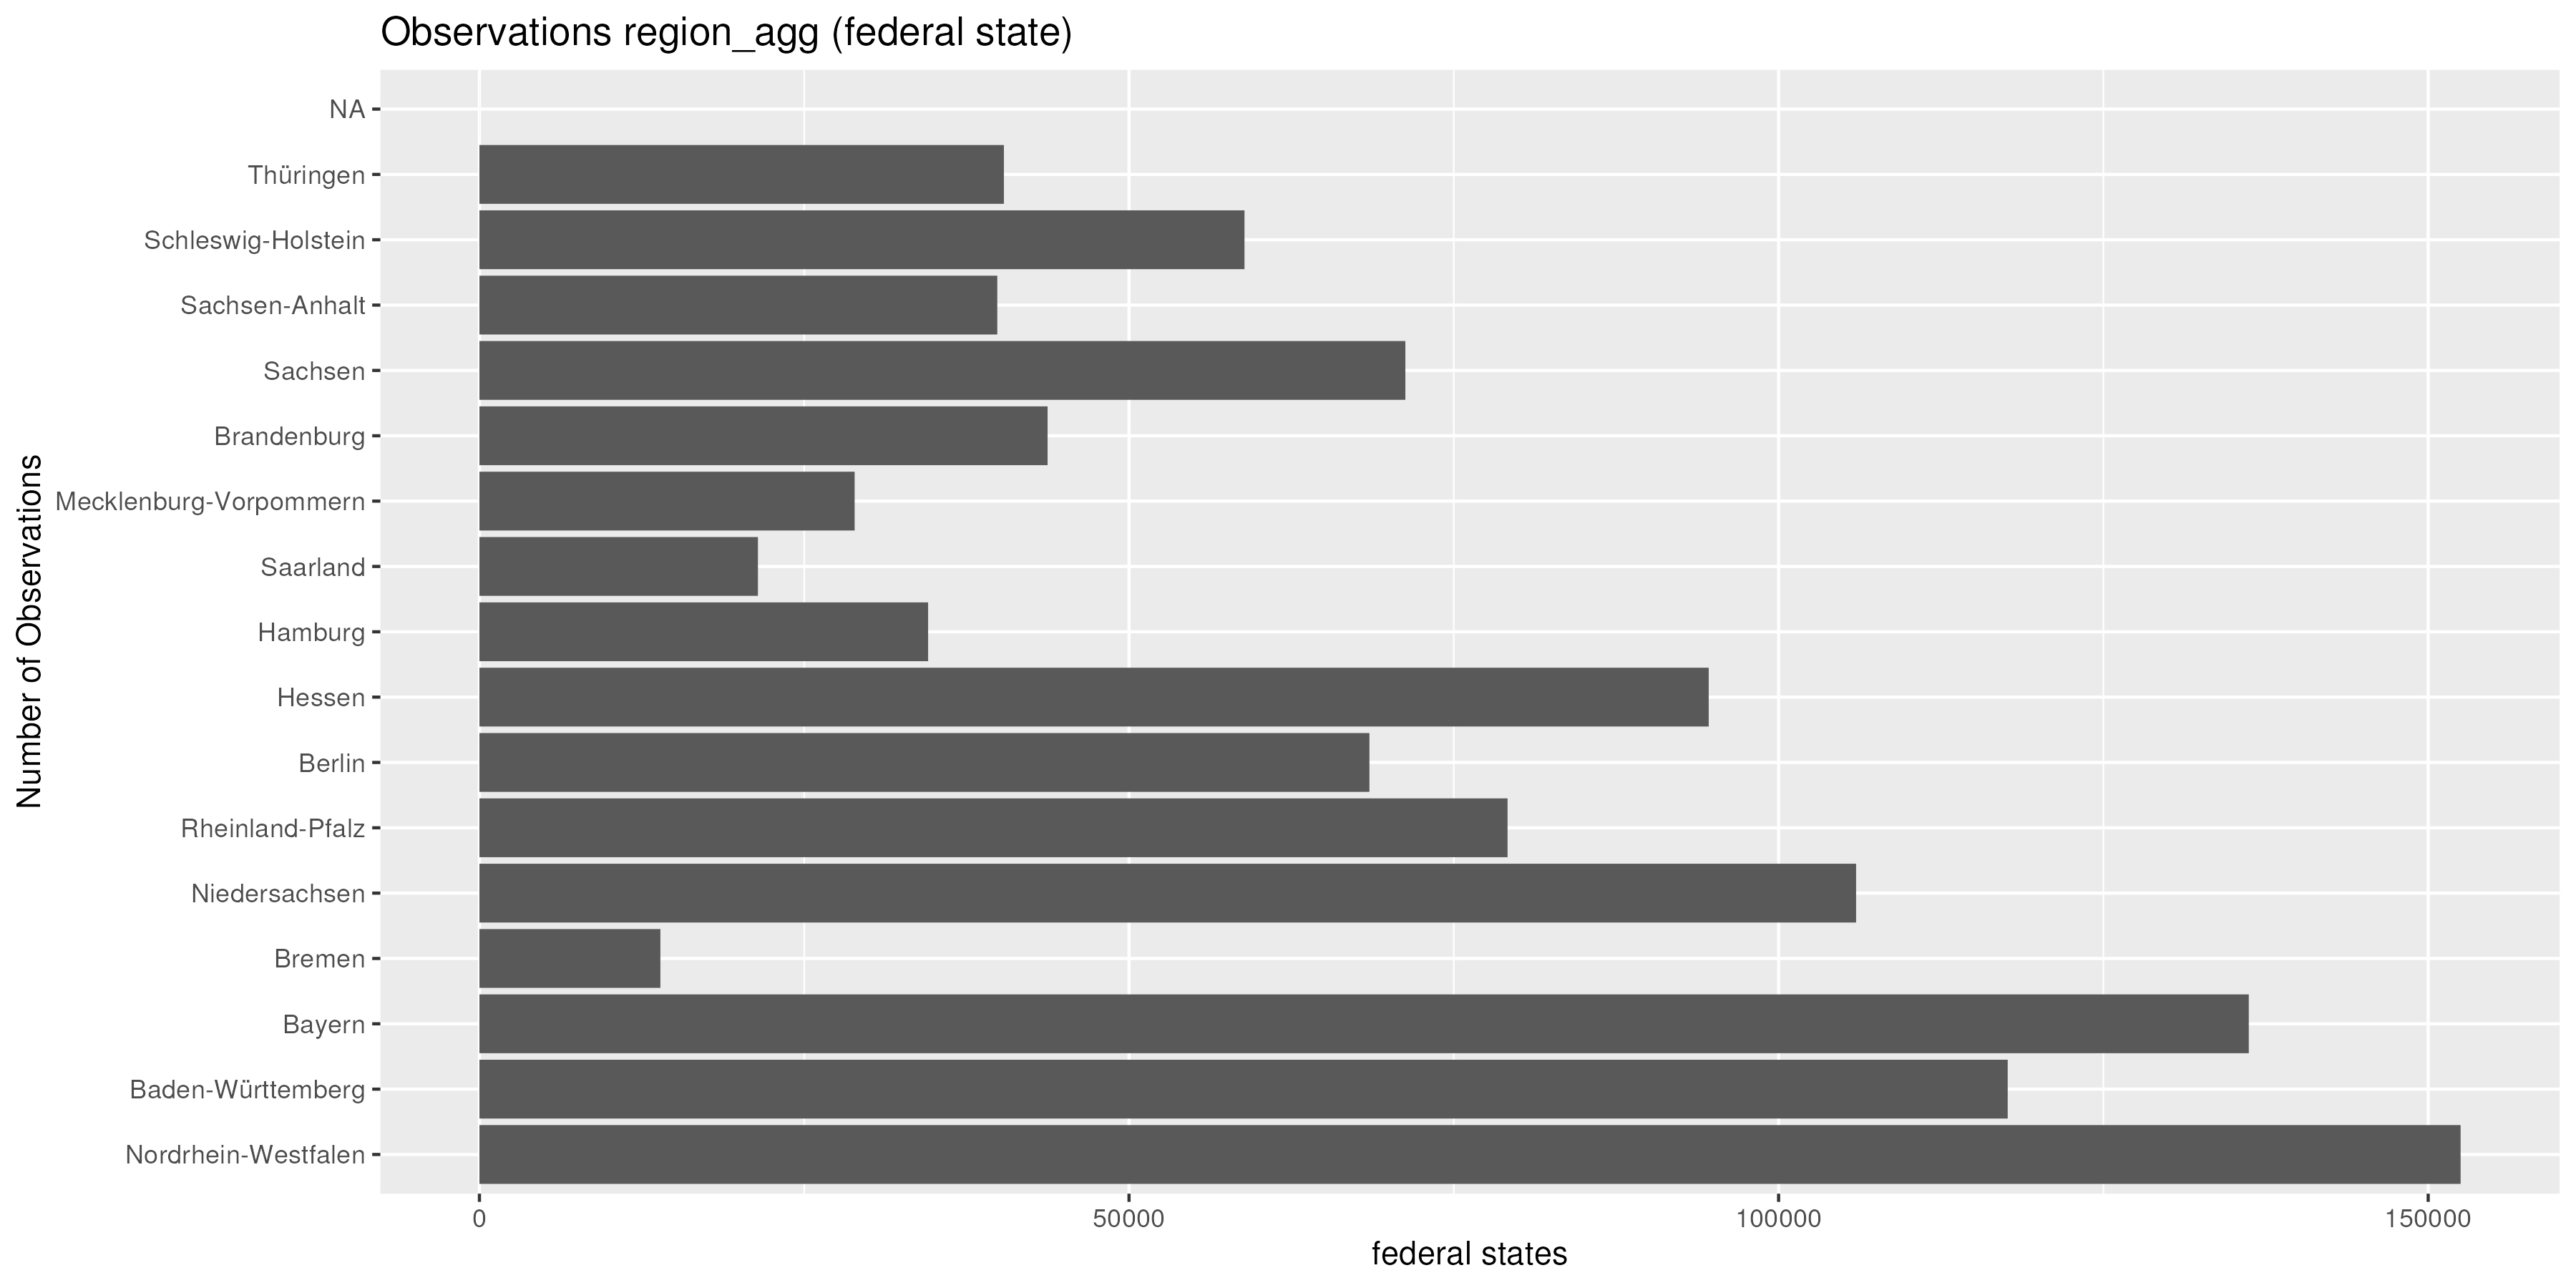 Observations region_agg (federal state)
Number of Observations
NA
Thüringen
Schleswig-Holstein
Sachsen-Anhalt
Sachsen
Brandenburg
Mecklenburg-Vorpommern
Saarland
Hamburg
Hessen
Berlin
Rheinland-Pfalz
Niedersachsen
Bremen
Bayern
Baden-Württemberg
Nordrhein-Westfalen
0 50000 100000 150000
federal states